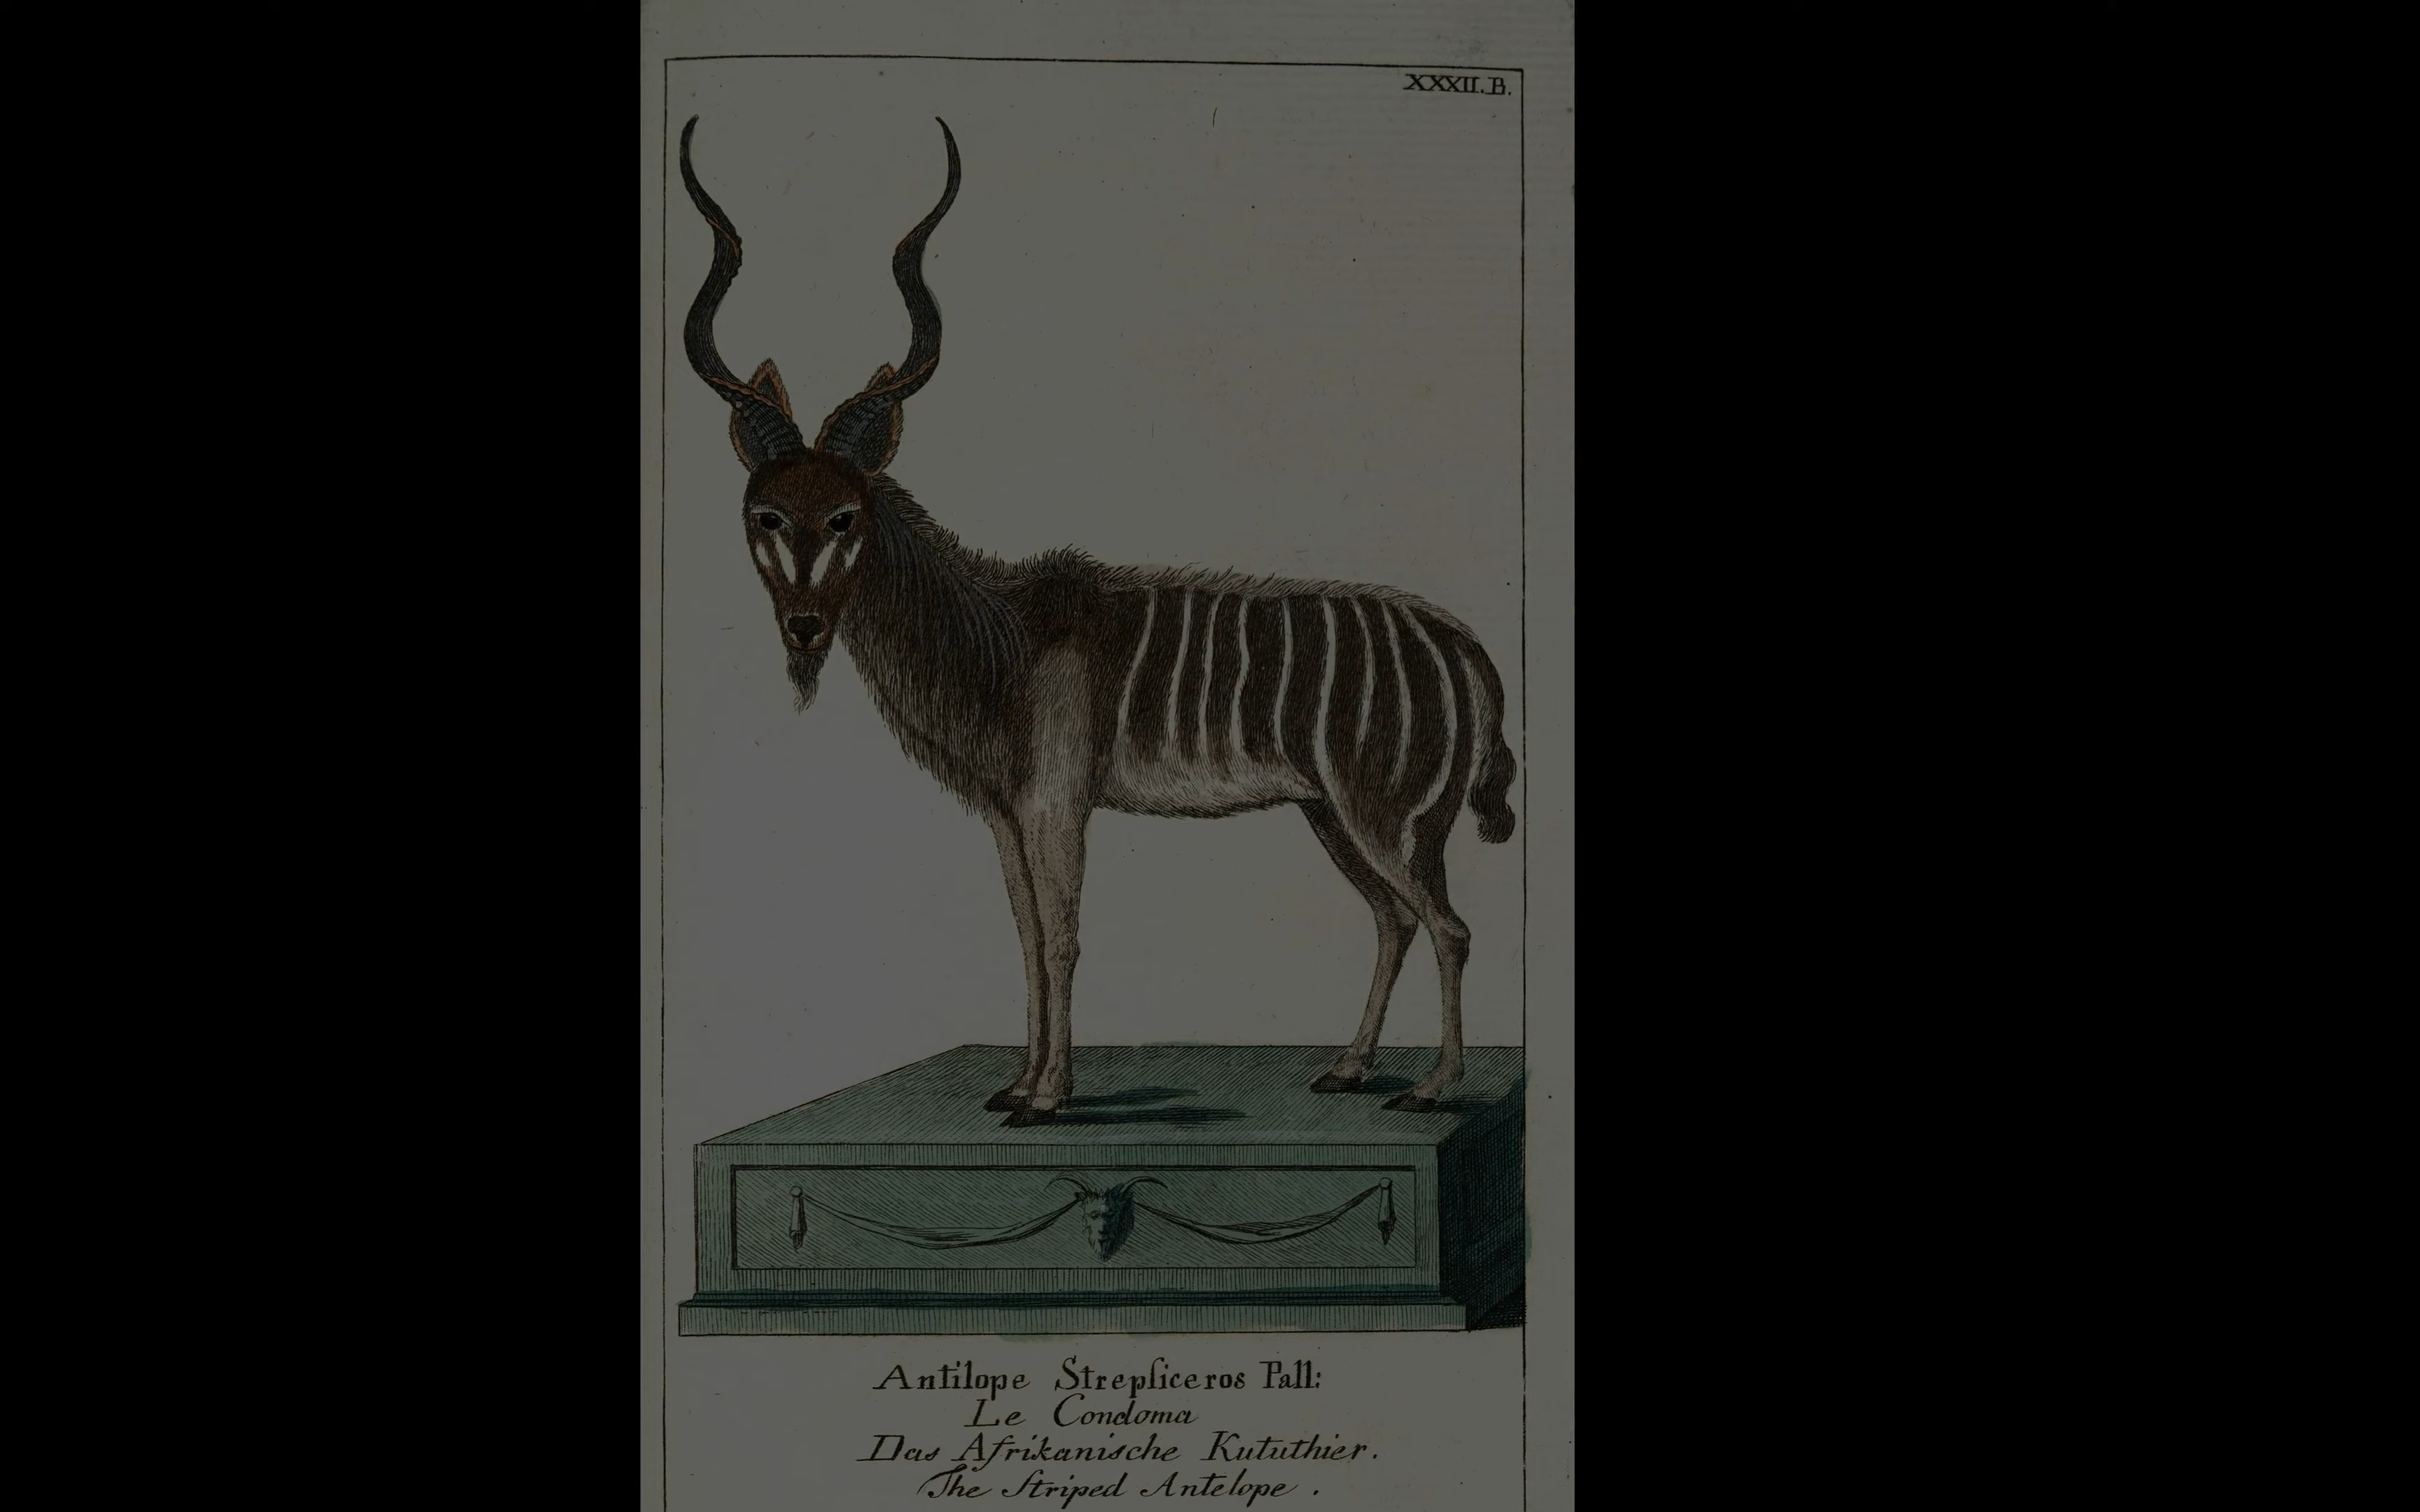 XXXII.B.
Antilope Strepsiceros Pall:
Le Condoma
Das Afrikanische Kututhier.
The Striped Antelope .